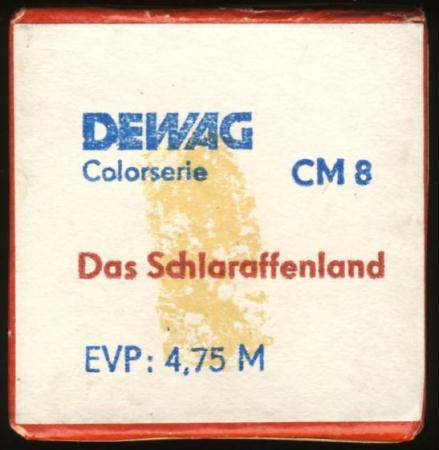 DEWAG
Colorserie CM 8
Das Schlaraffenland
EVP: 4,75 M